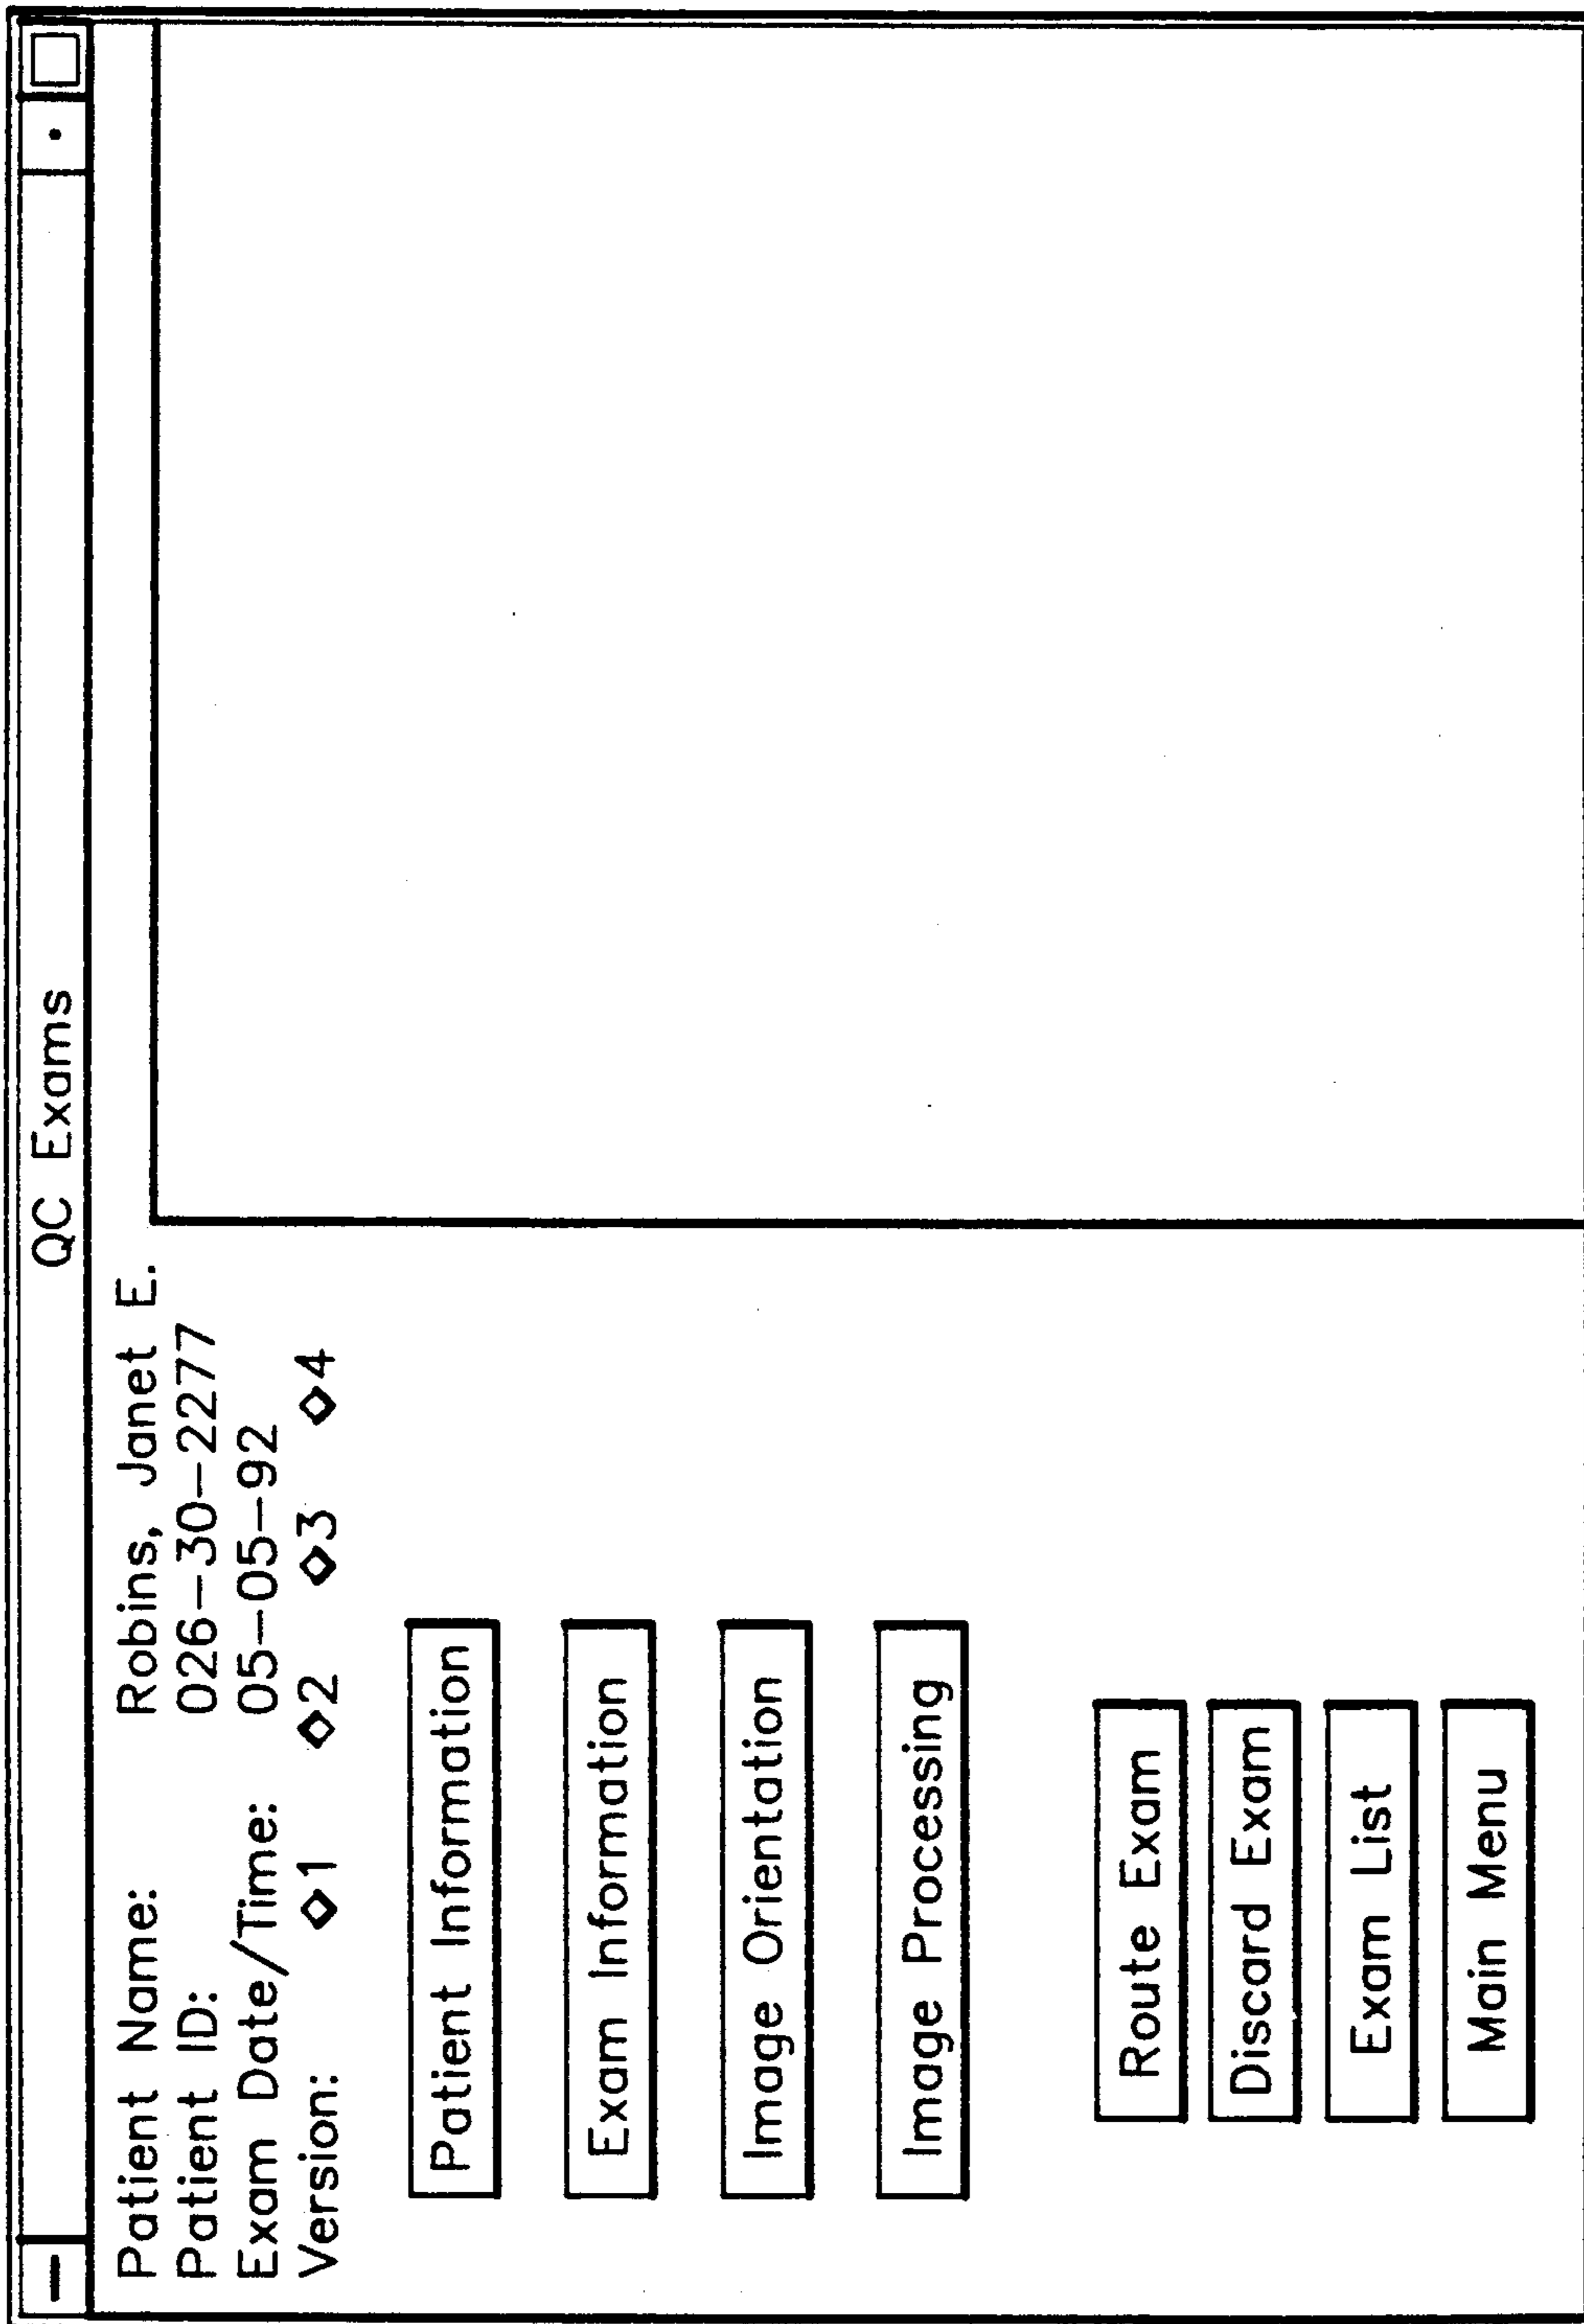 QC Exams
Patient Name: Robins, Janet E.
Patient ID: 026-30-2277
Exam Date/Time: 05-05-92
Version: ◇1 ◇2 ◇3 ◇4
Patient Information
Exam Information
Image Orientation
Image Processing
Route Exam
Discard Exam
Exam List
Main Menu